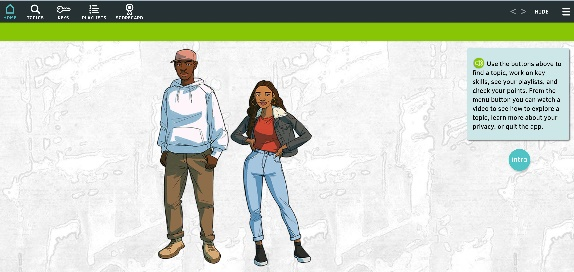 HOME TOPICS KEYS PLAYLISTS SCOREBOARD < > HIDE
Use the buttons above to
find a topic, work on key
skills, see your playlists, and
check your points. From the
menu button you can watch a
video to see how to explore a
topic, learn more about your
privacy, or quit the app.
intro